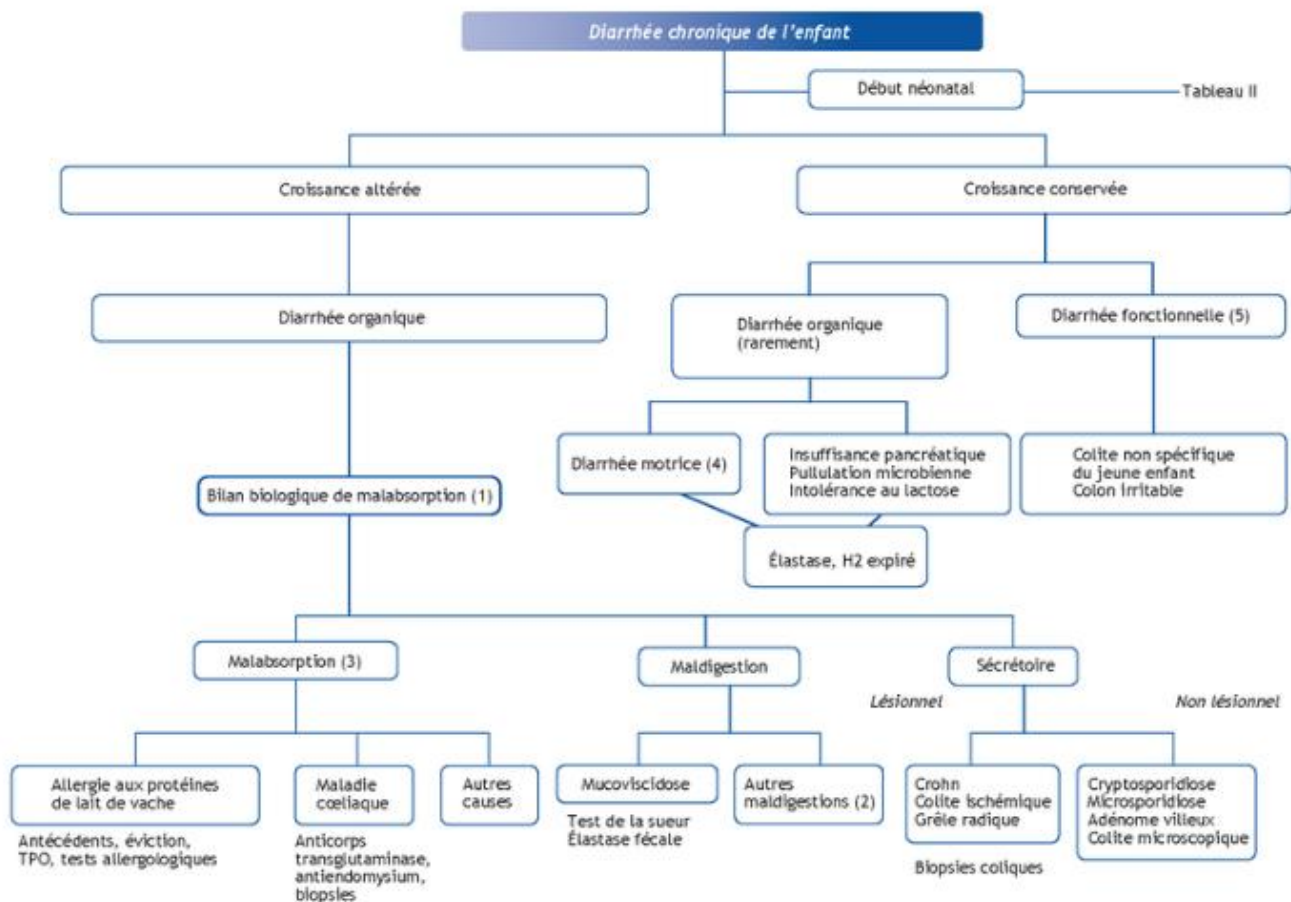 Diarrhée chronique de l'enfant
Début néonatal
Tableau II
Croissance altérée
Croissance conservée
Diarrhée organique
Diarrhée organique
(rarement)
Diarrhée fonctionnelle (5)
Diarrhée motrice (4)
Insuffisance pancréatique
Pullulation microbienne
Intolérance au lactose
Colite non spécifique
du jeune enfant
Colon irritable
Bilan biologique de malabsorption (1)
Élastase, H2 expiré
Malabsorption (3)
Maldigestion
Sécrétoire
Lésionnel
Non lésionnel
Allergie aux protéines
de lait de vache
Antécédents, éviction,
TPO, tests allergologiques
Maladie
cœliaque
Anticorps
transglutaminase,
antiendomysium,
biopsies
Autres
causes
Mucoviscidose
Test de la sueur
Élastase fécale
Autres
maldigestions (2)
Crohn
Colite ischémique
Grêle radique
Biopsies coliques
Cryptosporidiose
Microsporidiose
Adénome villeux
Colite microscopique